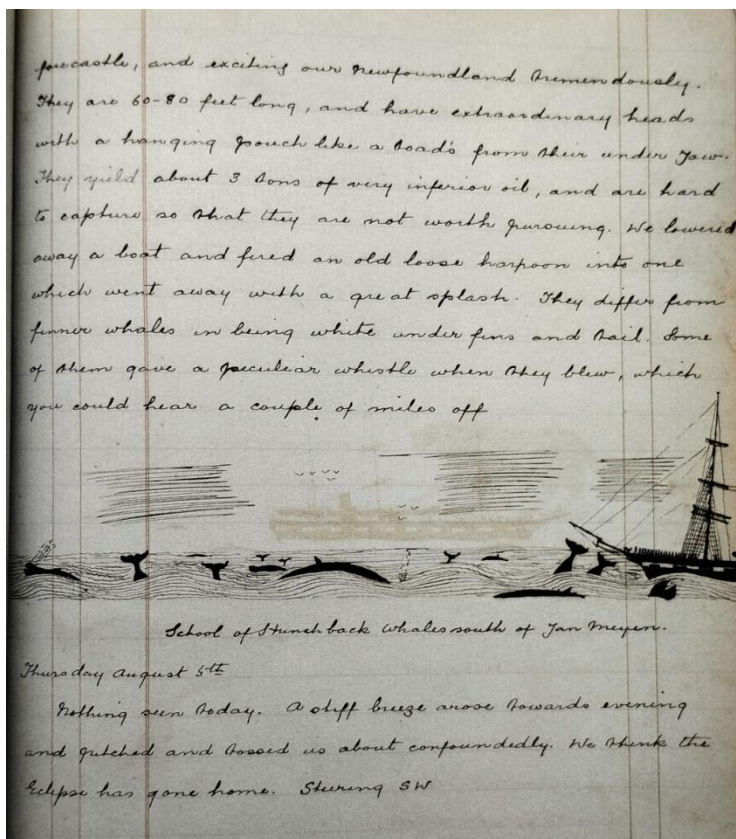 forecastle, and exciting our Newfoundland tremendously.
They are 60-80 feet long, and have extraordinary heads
with a hanging pouch like a toad's from their under jaw.
They yield about 3 tons of very inferior oil, and are hard
to capture so that they are not worth pursuing. We lowered
away a boat and fired an old loose harpoon into one
which went away with a great splash. They differ from
finner whales in being white under fins and tail. Some
of them gave a peculiar whistle when they blew, which
you could hear a couple of miles off
School of Hunchback Whales south of Jan Meyen.
Thursday August 5th
Nothing seen today. A stiff breeze arose towards evening
and pitched and tossed us about confoundedly. We think the
Eclipse has gone home. Steering SW